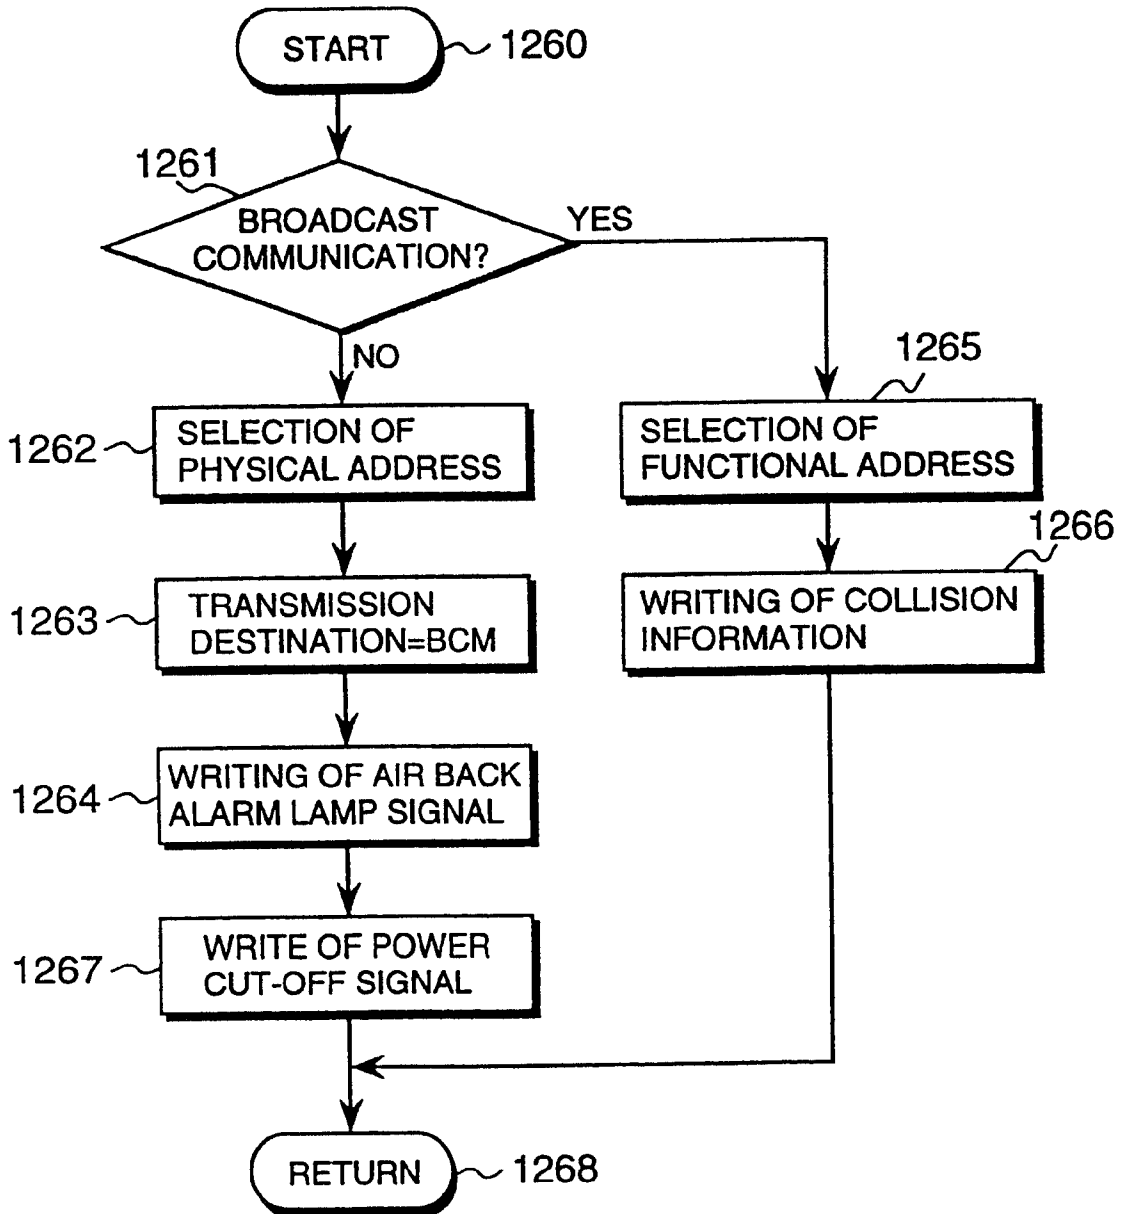 START
1260
1261
BROADCAST
COMMUNICATION?
YES
NO
1265
1262
SELECTION OF
PHYSICAL ADDRESS
SELECTION OF
FUNCTIONAL ADDRESS
1266
1263
TRANSMISSION
DESTINATION=BCM
WRITING OF COLLISION
INFORMATION
1264
WRITING OF AIR BACK
ALARM LAMP SIGNAL
1267
WRITE OF POWER
CUT-OFF SIGNAL
RETURN
1268